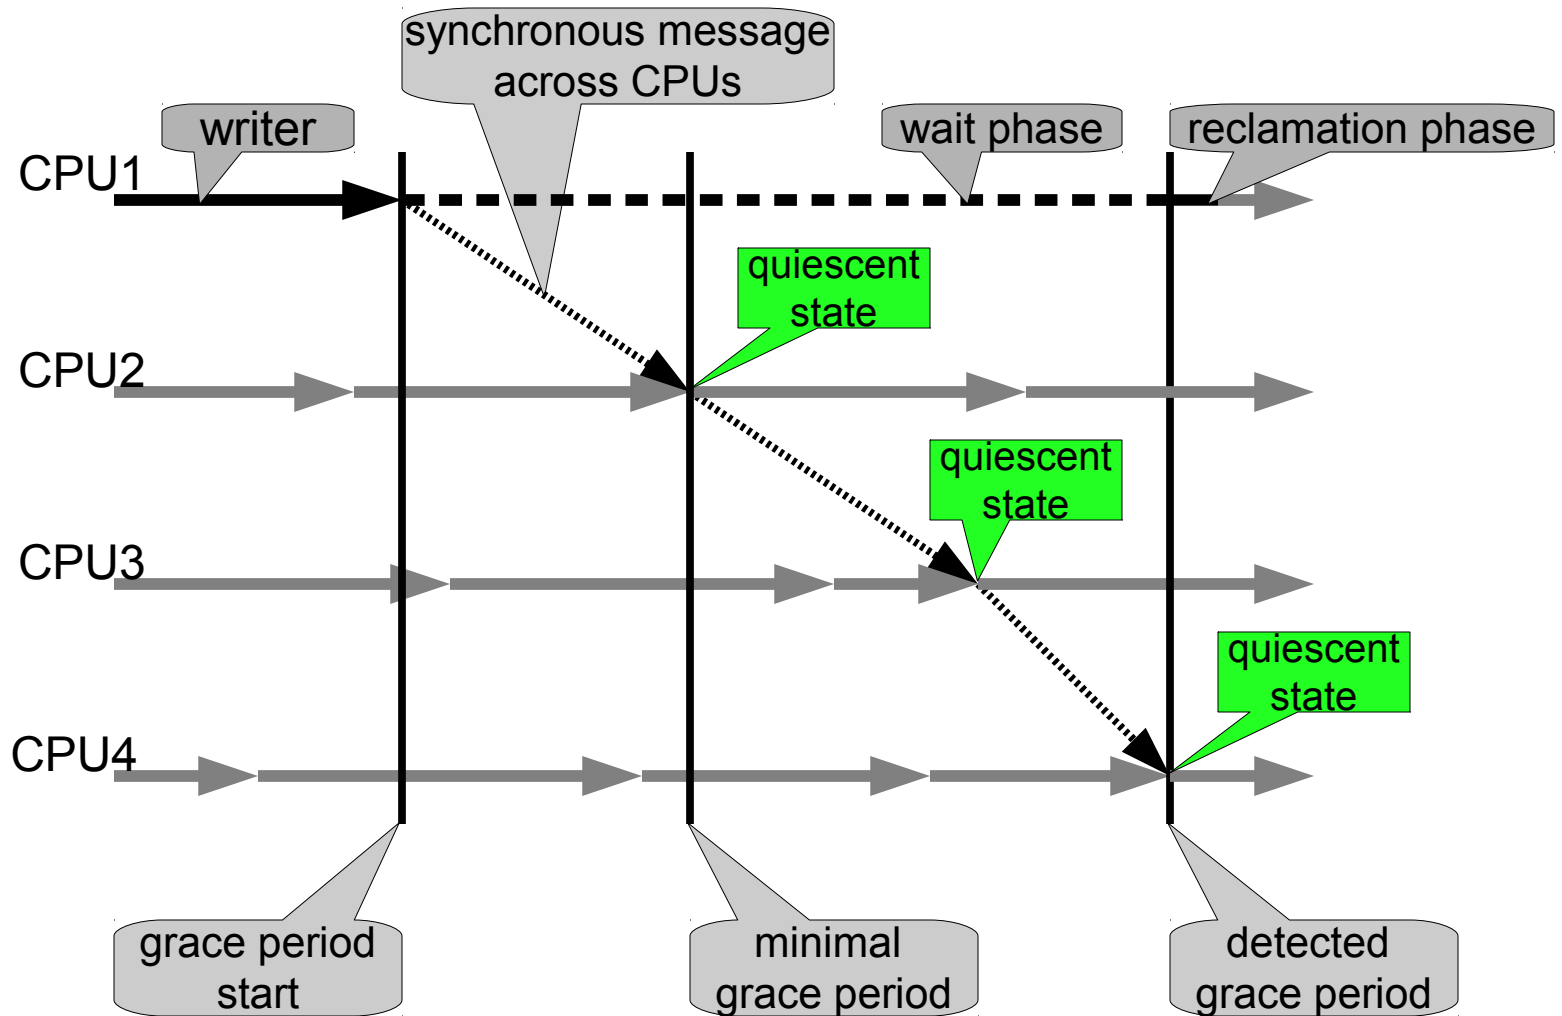 synchronous message
across CPUs
writer
wait phase
reclamation phase
CPU1
quiescent
state
CPU2
quiescent
state
CPU3
quiescent
state
CPU4
grace period
start
minimal
grace period
detected
grace period